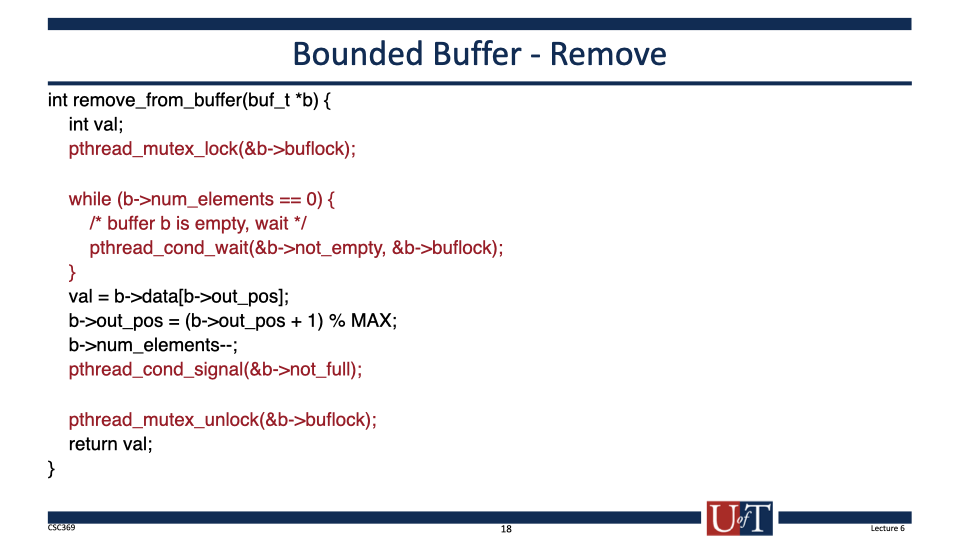 Bounded Buffer - Remove
int remove_from_buffer(buf_t *b) {
int val;
pthread_mutex_lock(&b->buflock);
while (b->num_elements == 0) {
/* buffer b is empty, wait */
pthread_cond_wait(&b->not_empty, &b->buflock);
}
val = b->data[b->out_pos];
b->out_pos = (b->out_pos + 1) % MAX;
b->num_elements--;
pthread_cond_signal(&b->not_full);
pthread_mutex_unlock(&b->buflock);
return val;
}
UofT
CSC369 18 Lecture 6